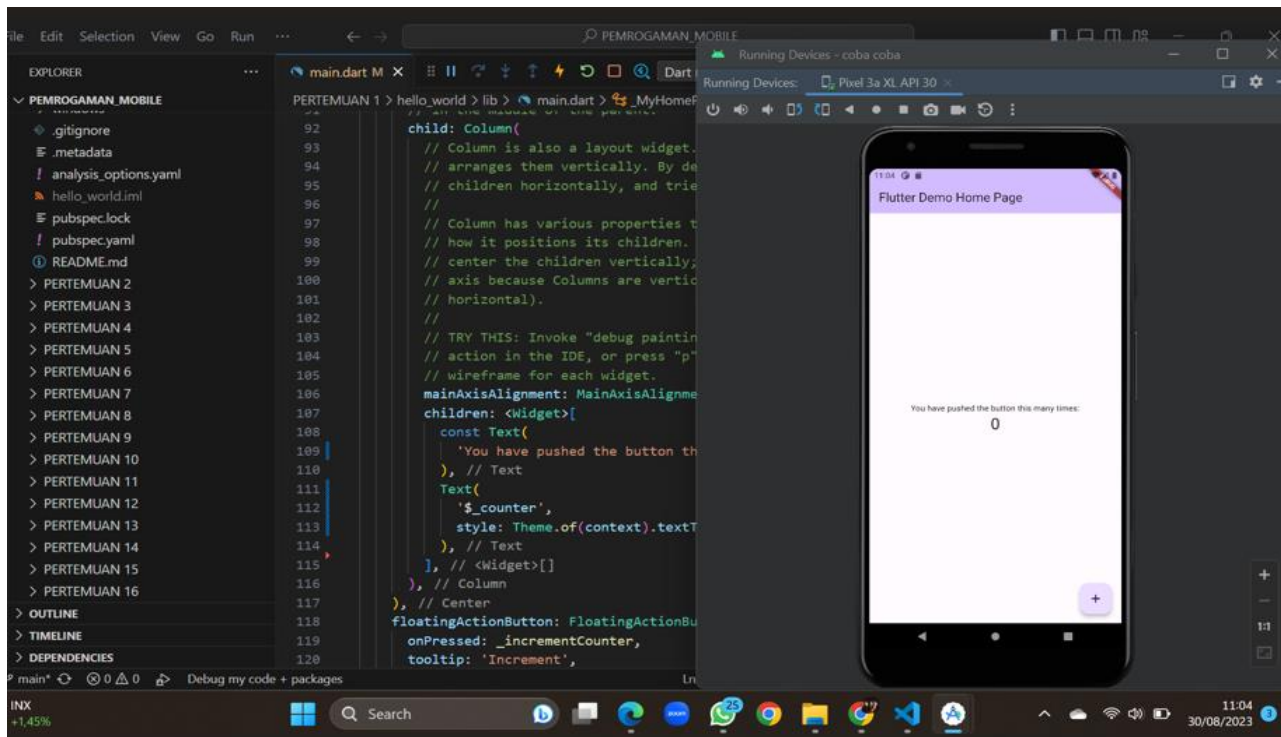 File Edit Selection View Go Run ...
PEMROGAMAN_MOBILE
EXPLORER
PEMROGAMAN_MOBILE
.gitignore
.metadata
analysis_options.yaml
hello_world.iml
pubspec.lock
pubspec.yaml
README.md
PERTEMUAN 2
PERTEMUAN 3
PERTEMUAN 4
PERTEMUAN 5
PERTEMUAN 6
PERTEMUAN 7
PERTEMUAN 8
PERTEMUAN 9
PERTEMUAN 10
PERTEMUAN 11
PERTEMUAN 12
PERTEMUAN 13
PERTEMUAN 14
PERTEMUAN 15
PERTEMUAN 16
OUTLINE
TIMELINE
DEPENDENCIES
main.dart M Dart
PERTEMUAN 1 > hello_world > lib > main.dart > _MyHomeP
92 child: Column(
93 // Column is also a layout widget.
94 // arranges them vertically. By de
95 // children horizontally, and trie
96 //
97 // Column has various properties t
98 // how it positions its children.
99 // center the children vertically;
100 // axis because Columns are vertic
101 // horizontal).
102 //
103 // TRY THIS: Invoke "debug paintin
104 // action in the IDE, or press "p"
105 // wireframe for each widget.
106 mainAxisAlignment: MainAxisAlignme
107 children: <Widget>[
108 const Text(
109 'You have pushed the button th
110 ), // Text
111 Text(
112 '$_counter',
113 style: Theme.of(context).textT
114 ), // Text
115 ], // <Widget>[]
116 ), // Column
117 ), // Center
118 floatingActionButton: FloatingActionBu
119 onPressed: _incrementCounter,
120 tooltip: 'Increment',
Running Devices - coba coba
Running Devices: Pixel 3a XL API 30
11:04
Flutter Demo Home Page
You have pushed the button this many times:
0
+
1:1
main* 0 0 Debug my code + packages Ln
INX
+1,45%
Search
zoom
25
11:04
30/08/2023
3